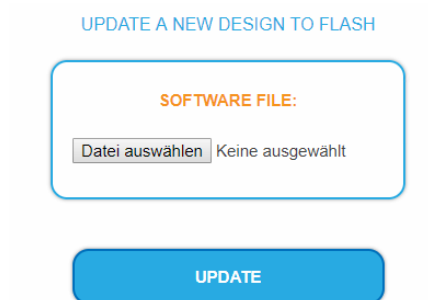 UPDATE A NEW DESIGN TO FLASH
SOFTWARE FILE:
Datei auswählen Keine ausgewählt
UPDATE